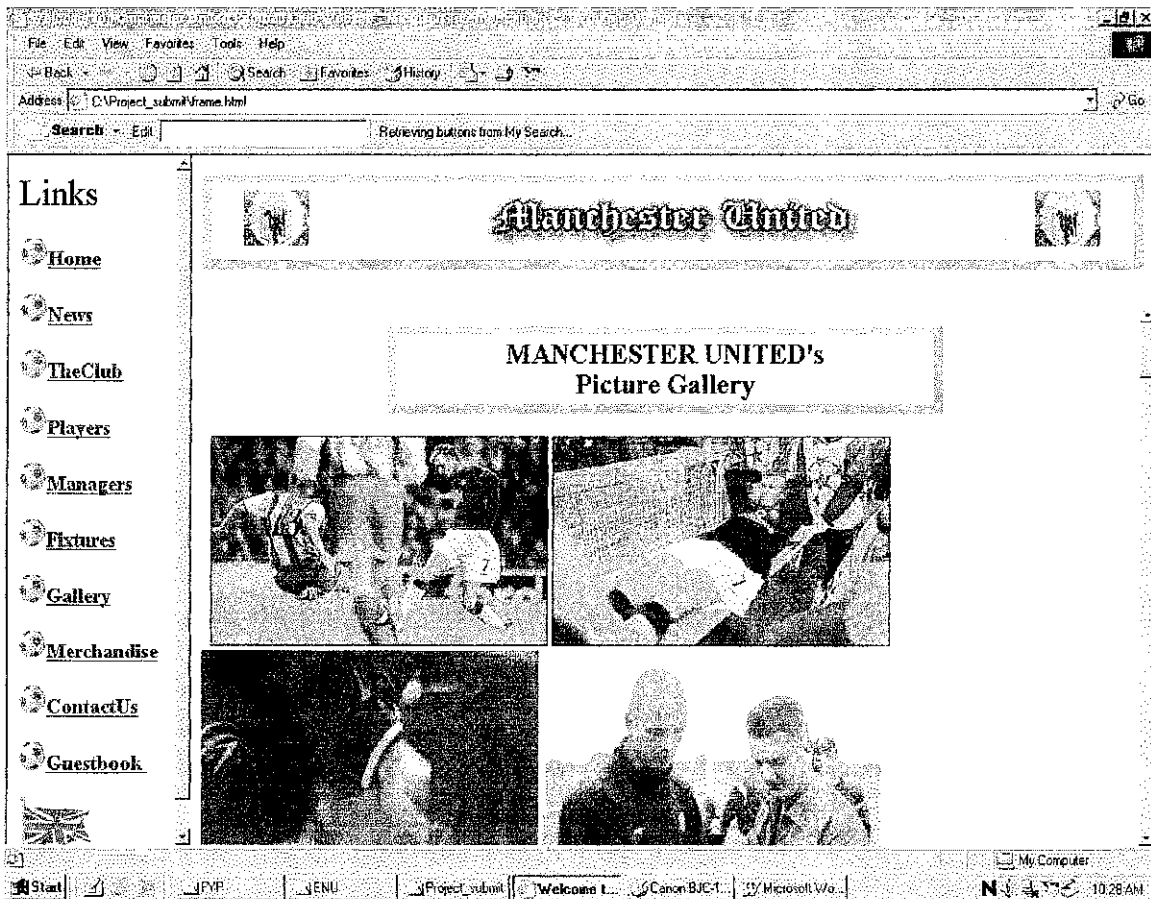 File Edit View Favorites Tools Help
Back Search Favorites History
Address C:\Project_submit\frame.html Go
Search Edit Retrieving buttons from My Search...
Links
Home
News
TheClub
Players
Managers
Fixtures
Gallery
Merchandise
ContactUs
Guestbook
Manchester United
MANCHESTER UNITED's
Picture Gallery
7
My Computer
Start FYP ENU Project_submit Welcome t... Canon BJC-1... Microsoft Wo... N 10:28 AM